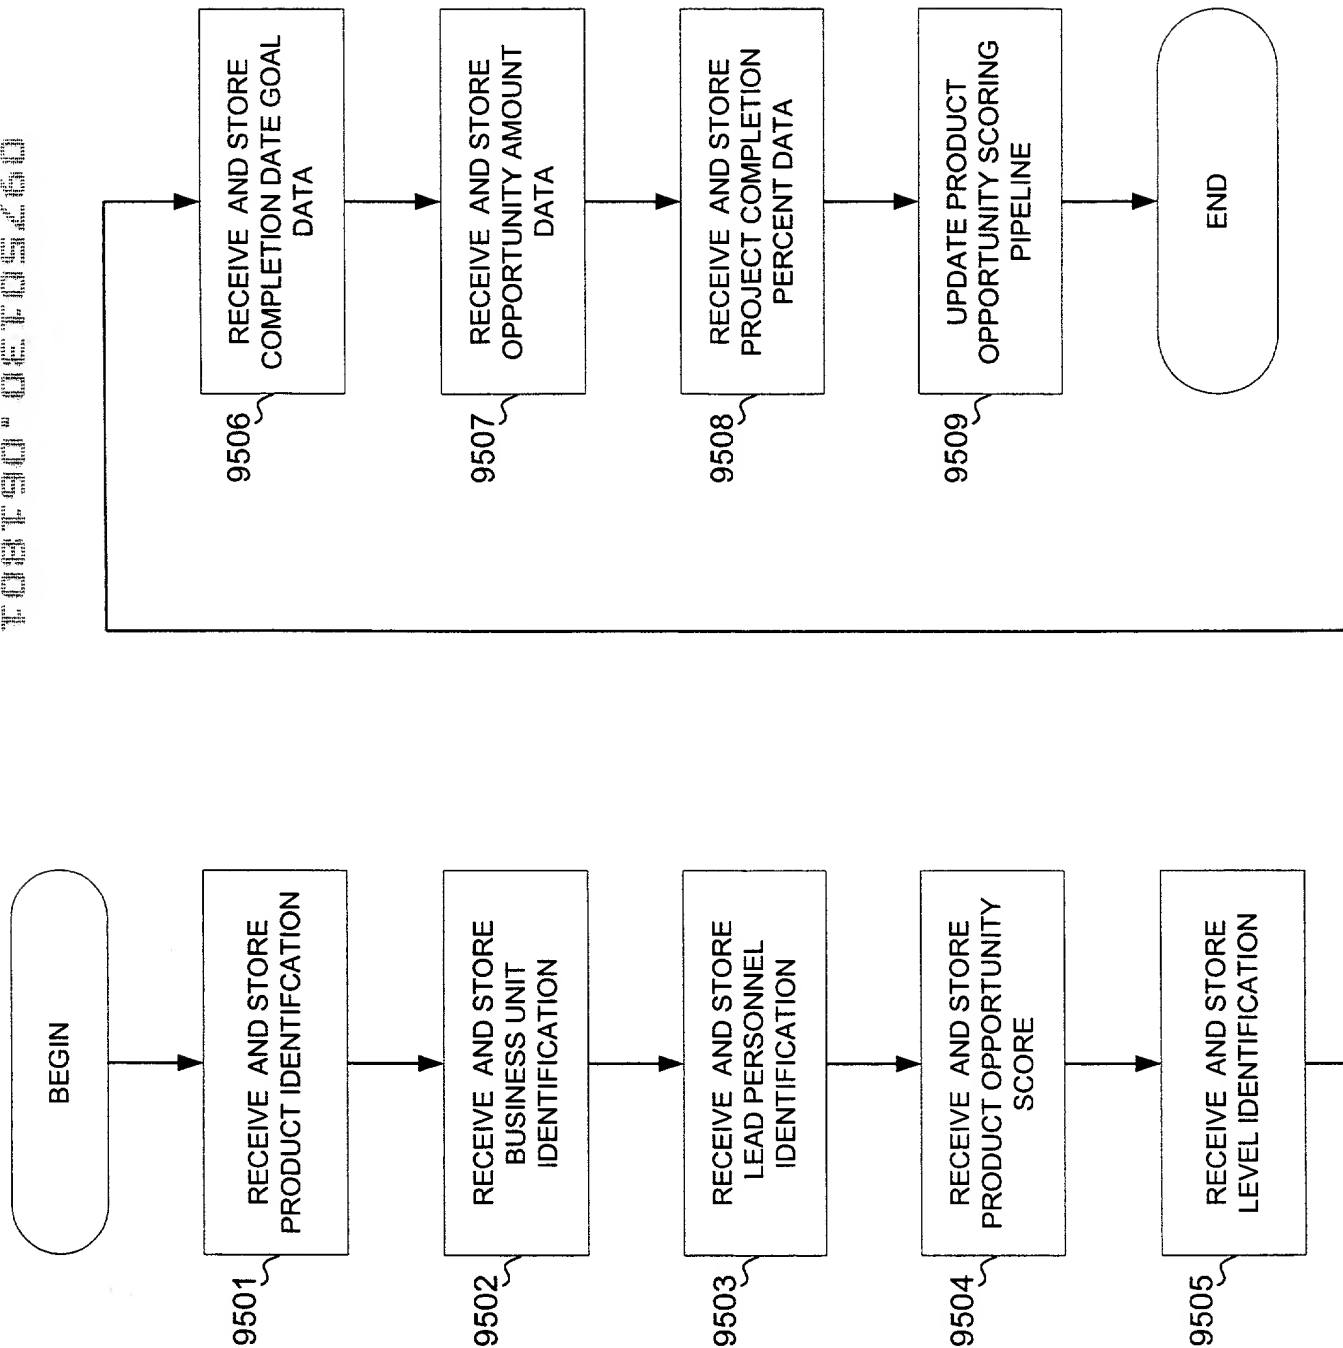 BEGIN
RECEIVE AND STORE
PRODUCT IDENTIFCATION
9501
RECEIVE AND STORE
BUSINESS UNIT
IDENTIFICATION
9502
RECEIVE AND STORE
LEAD PERSONNEL
IDENTIFICATION
9503
RECEIVE AND STORE
PRODUCT OPPORTUNITY
SCORE
9504
RECEIVE AND STORE
LEVEL IDENTIFICATION
9505
RECEIVE AND STORE
COMPLETION DATE GOAL
DATA
9506
RECEIVE AND STORE
OPPORTUNITY AMOUNT
DATA
9507
RECEIVE AND STORE
PROJECT COMPLETION
PERCENT DATA
9508
UPDATE PRODUCT
OPPORTUNITY SCORING
PIPELINE
9509
END